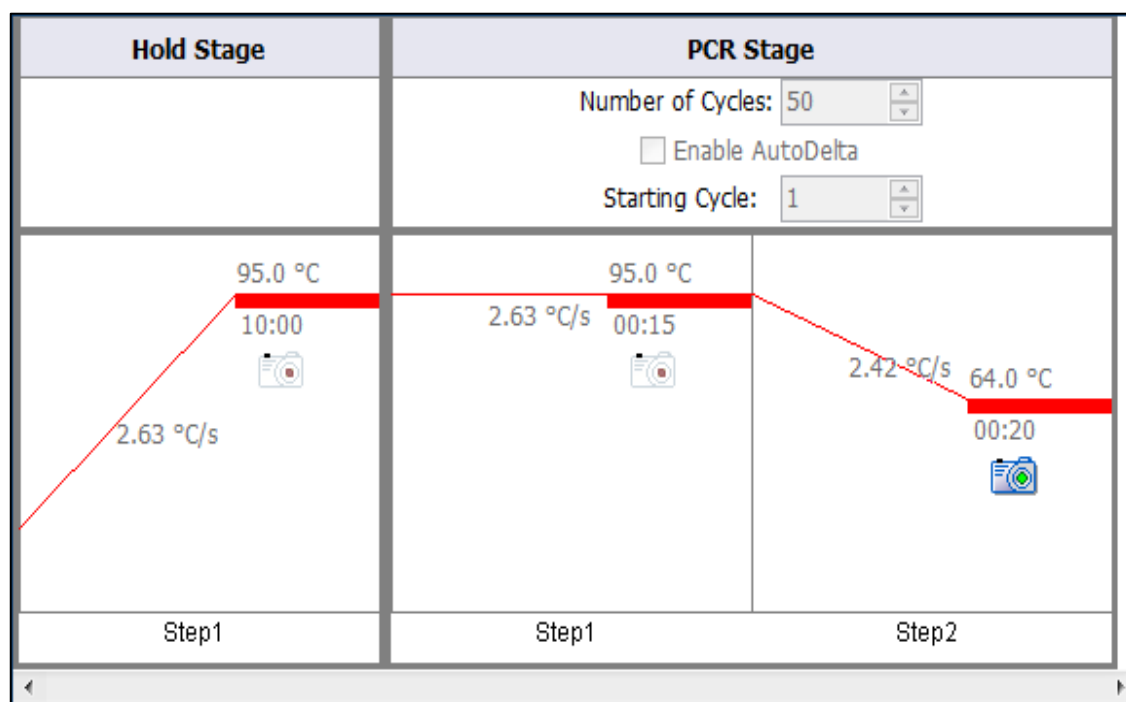 Hold Stage
PCR Stage
Number of Cycles: 50
Enable AutoDelta
Starting Cycle: 1
95.0 °C
10:00
2.63 °C/s
95.0 °C
2.63 °C/s
00:15
2.42 °C/s
64.0 °C
00:20
Step1
Step1
Step2